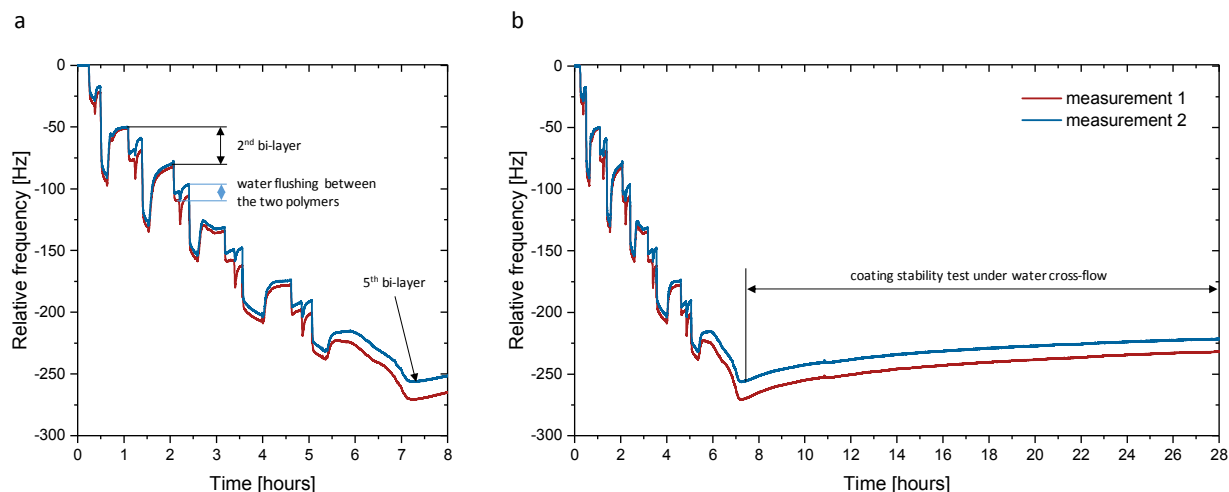 a
0
-50
-100
-150
-200
-250
-300
Relative frequency [Hz]
0 1 2 3 4 5 6 7 8
Time [hours]
2nd bi-layer
water flushing between
the two polymers
5th bi-layer
b
0
-50
-100
-150
-200
-250
-300
Relative frequency [Hz]
0 2 4 6 8 10 12 14 16 18 20 22 24 26 28
Time [hours]
measurement 1
measurement 2
coating stability test under water cross-flow